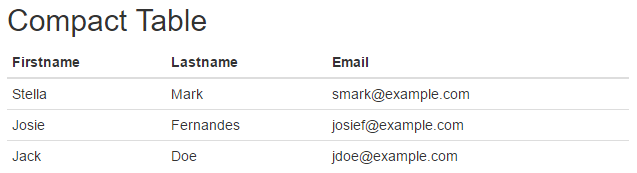 Compact Table
Firstname Lastname Email
Stella Mark smark@example.com
Josie Fernandes josief@example.com
Jack Doe jdoe@example.com